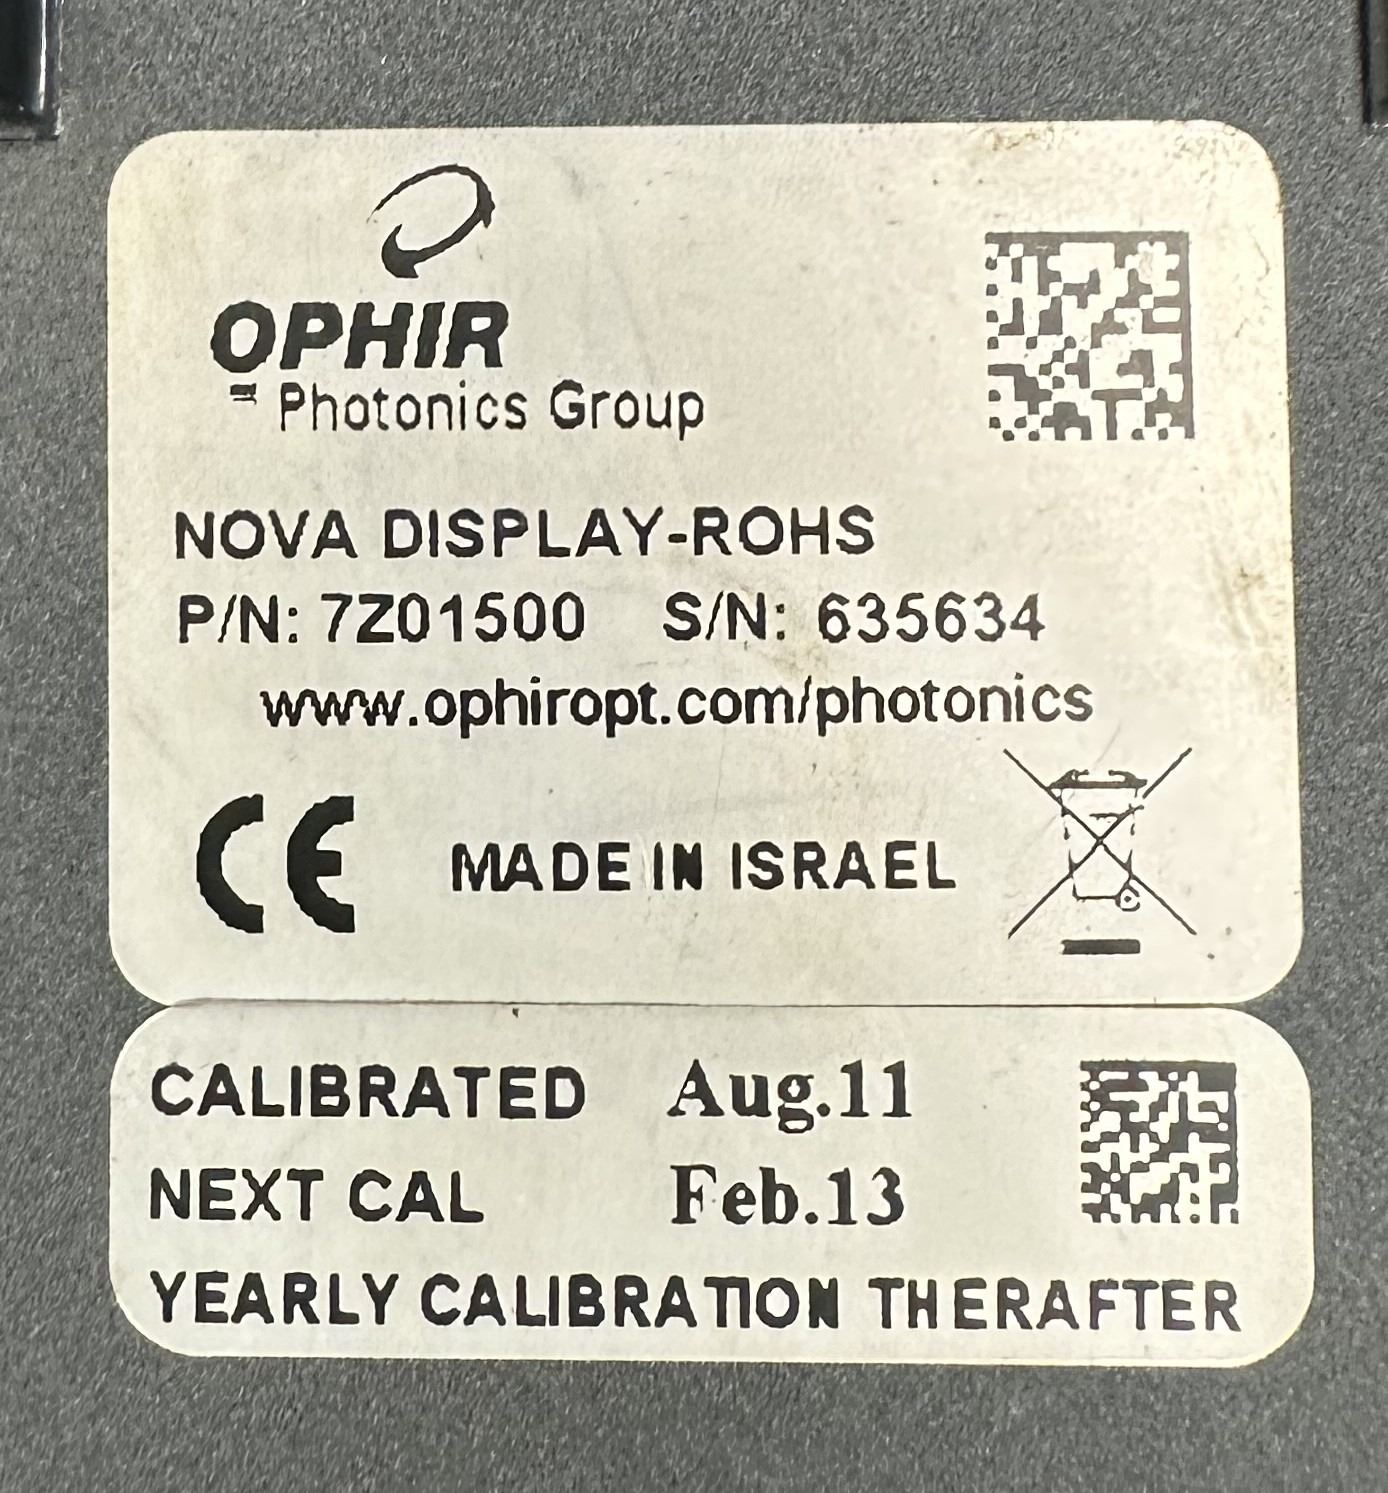 OPHIR
Photonics Group
NOVA DISPLAY-ROHS
P/N: 7Z01500 S/N: 635634
www.ophiropt.com/photonics
CE MADE IN ISRAEL
CALIBRATED Aug.11
NEXT CAL Feb.13
YEARLY CALIBRATION THERAFTER